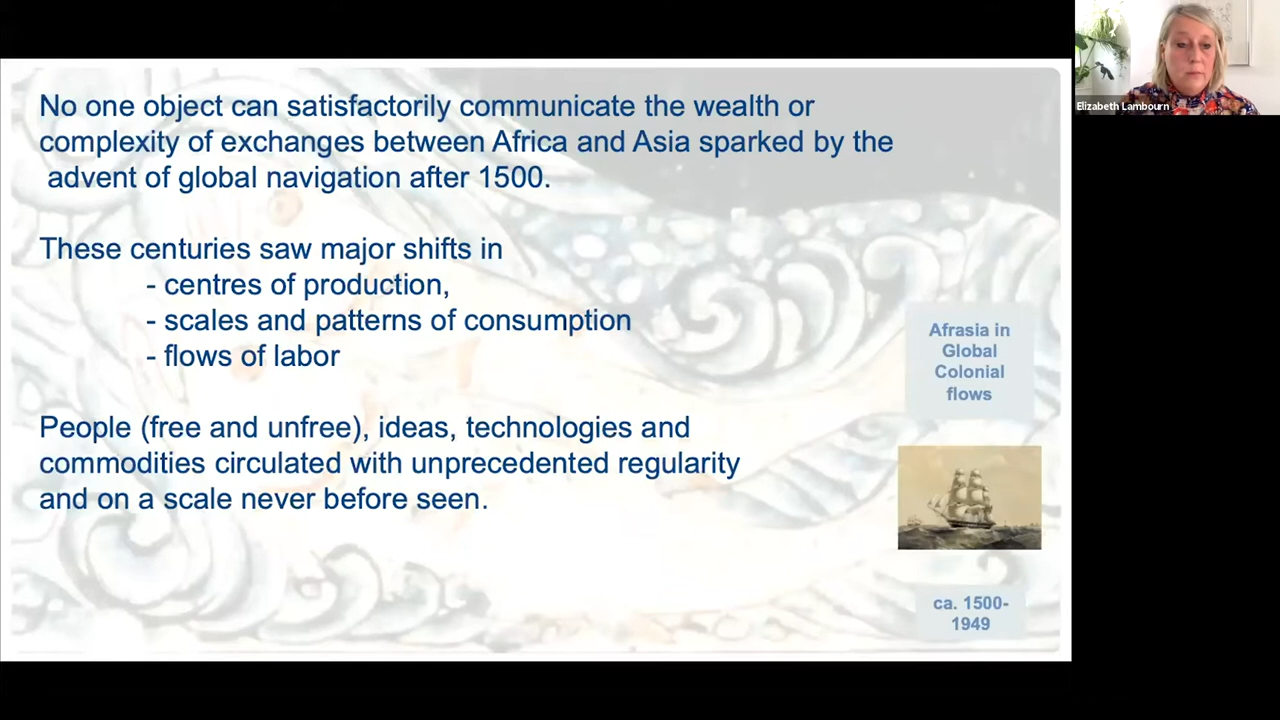 No one object can satisfactorily communicate the wealth or
complexity of exchanges between Africa and Asia sparked by the
advent of global navigation after 1500.
These centuries saw major shifts in
- centres of production,
- scales and patterns of consumption
- flows of labor
People (free and unfree), ideas, technologies and
commodities circulated with unprecedented regularity
and on a scale never before seen.
Afrasia in
Global
Colonial
flows
ca. 1500-
1949
Elizabeth Lambourn